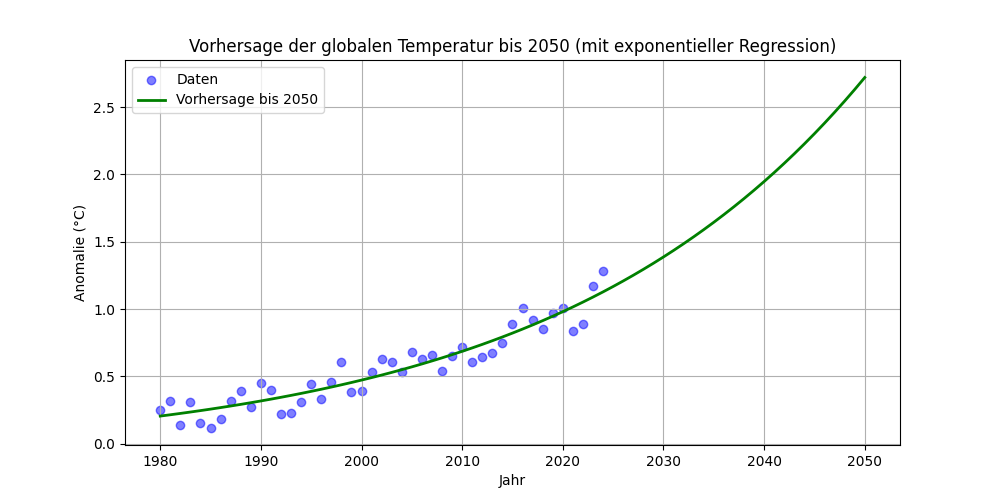 Vorhersage der globalen Temperatur bis 2050 (mit exponentieller Regression)
Daten
Vorhersage bis 2050
Anomalie (°C)
2.5
2.0
1.5
1.0
0.5
0.0
1980 1990 2000 2010 2020 2030 2040 2050
Jahr